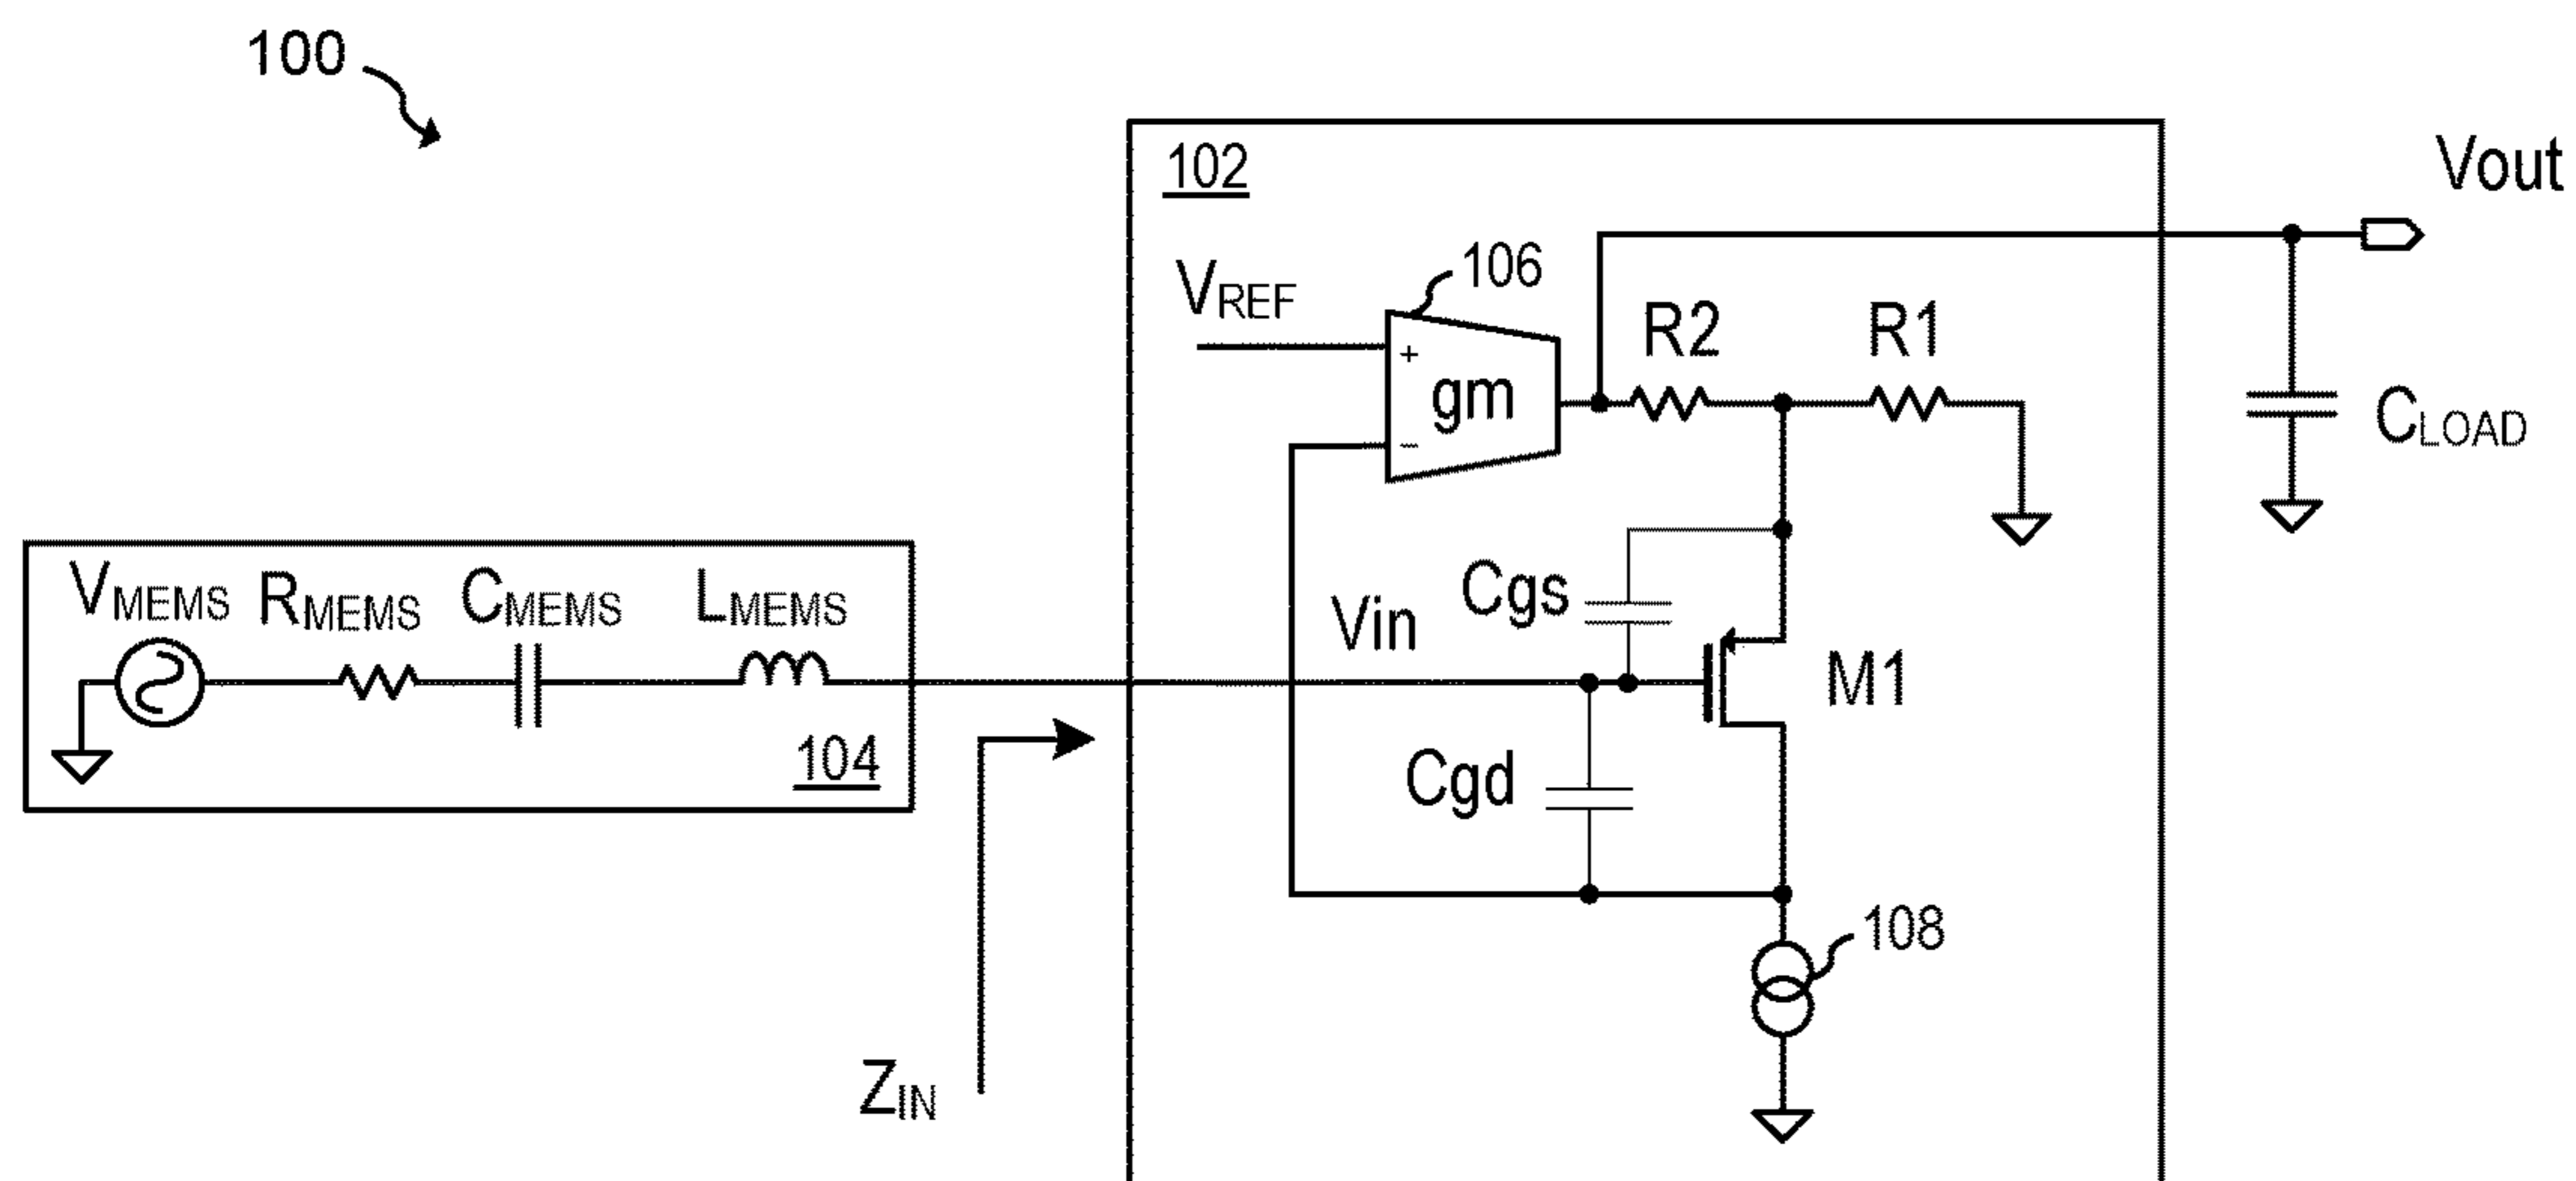 100
102
Vout
106
VREF
R2
R1
+
gm
−
CLOAD
VMEMS
RMEMS
CMEMS
LMEMS
Vin
Cgs
M1
104
Cgd
108
ZIN